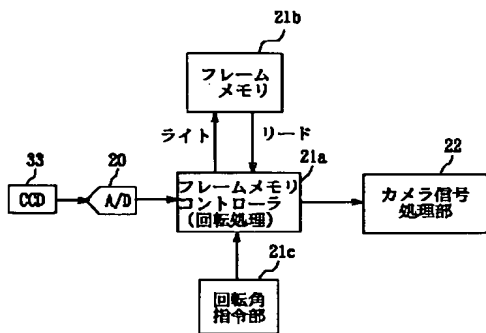 21b
フレーム
メモリ
ライト
リード
33
20
21a
22
CCD
A/D
フレームメモリ
コントローラ
(回転処理)
カメラ信号
処理部
21c
回転角
指令部